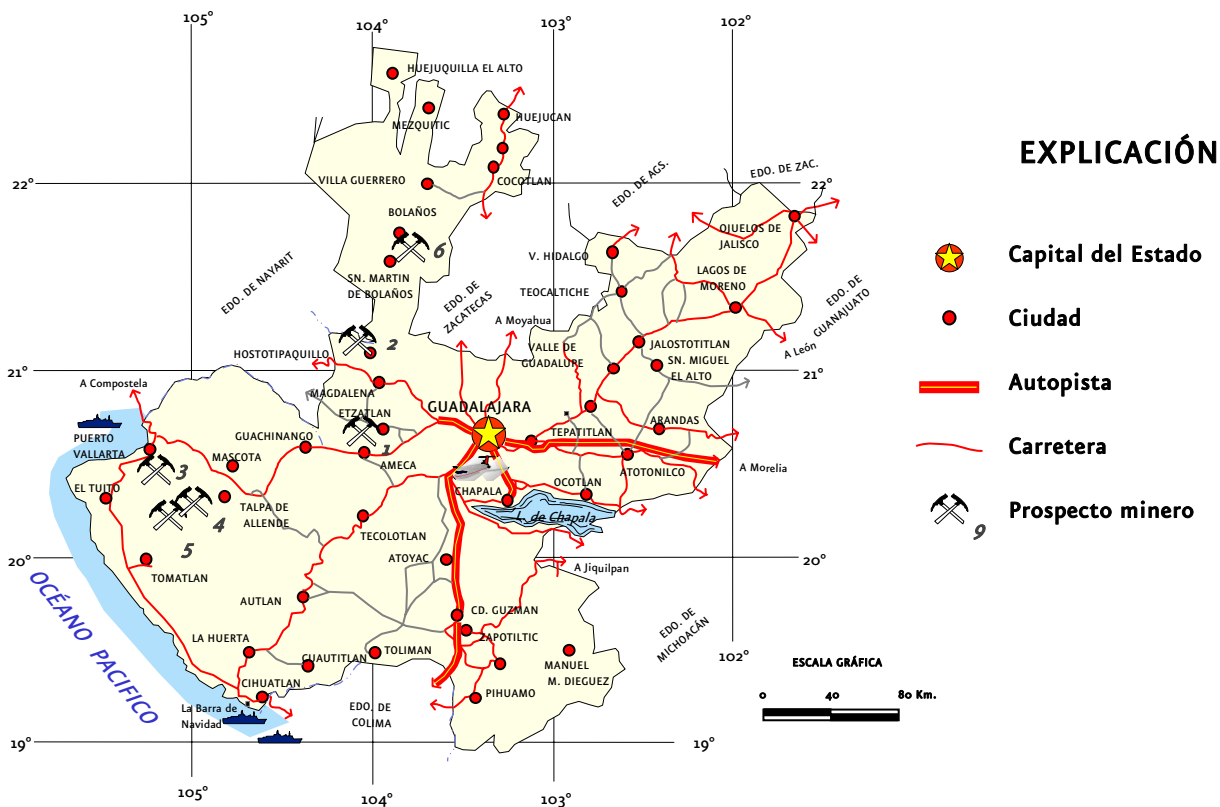 105°
104°
103°
102°
HUEJUQUILLA EL ALTO
MEZQUITIC
HUEJUCAN
VILLA GUERRERO
COCOTLAN
22°
22°
EDO. DE ZAC.
EDO. DE AGS.
BOLAÑOS
6
SN. MARTIN
DE BOLAÑOS
EDO. DE NAYARIT
EDO. DE
ZACATECAS
V. HIDALGO
OJUELOS DE
JALISCO
TEOCALTICHE
LAGOS DE
MORENO
EDO. DE
GUANAJUATO
A Moyahua
2
HOSTOTIPAQUILLO
VALLE DE
GUADALUPE
JALOSTOTITLAN
SN. MIGUEL
EL ALTO
A León
21°
21°
A Compostela
MAGDALENA
ETZATLAN
GUADALAJARA
1
AMECA
TEPATITLAN
ARANDAS
PUERTO
VALLARTA
GUACHINANGO
MASCOTA
3
ATOTONILCO
A Morelia
EL TUITO
4
TALPA DE
ALLENDE
CHAPALA
OCOTLAN
L. de Chapala
5
TECOLOTLAN
20°
20°
TOMATLAN
ATOYAC
A Jiquilpan
OCÉANO PACIFICO
AUTLAN
CD. GUZMAN
ZAPOTILTIC
EDO. DE
MICHOACÁN
LA HUERTA
CUAUTITLAN
TOLIMAN
MANUEL
M. DIEGUEZ
102°
CIHUATLAN
PIHUAMO
La Barra de
Navidad
EDO. DE
COLIMA
19°
19°
105°
104°
103°
EXPLICACIÓN
Capital del Estado
Ciudad
Autopista
Carretera
Prospecto minero
9
ESCALA GRÁFICA
0 40 80 Km.